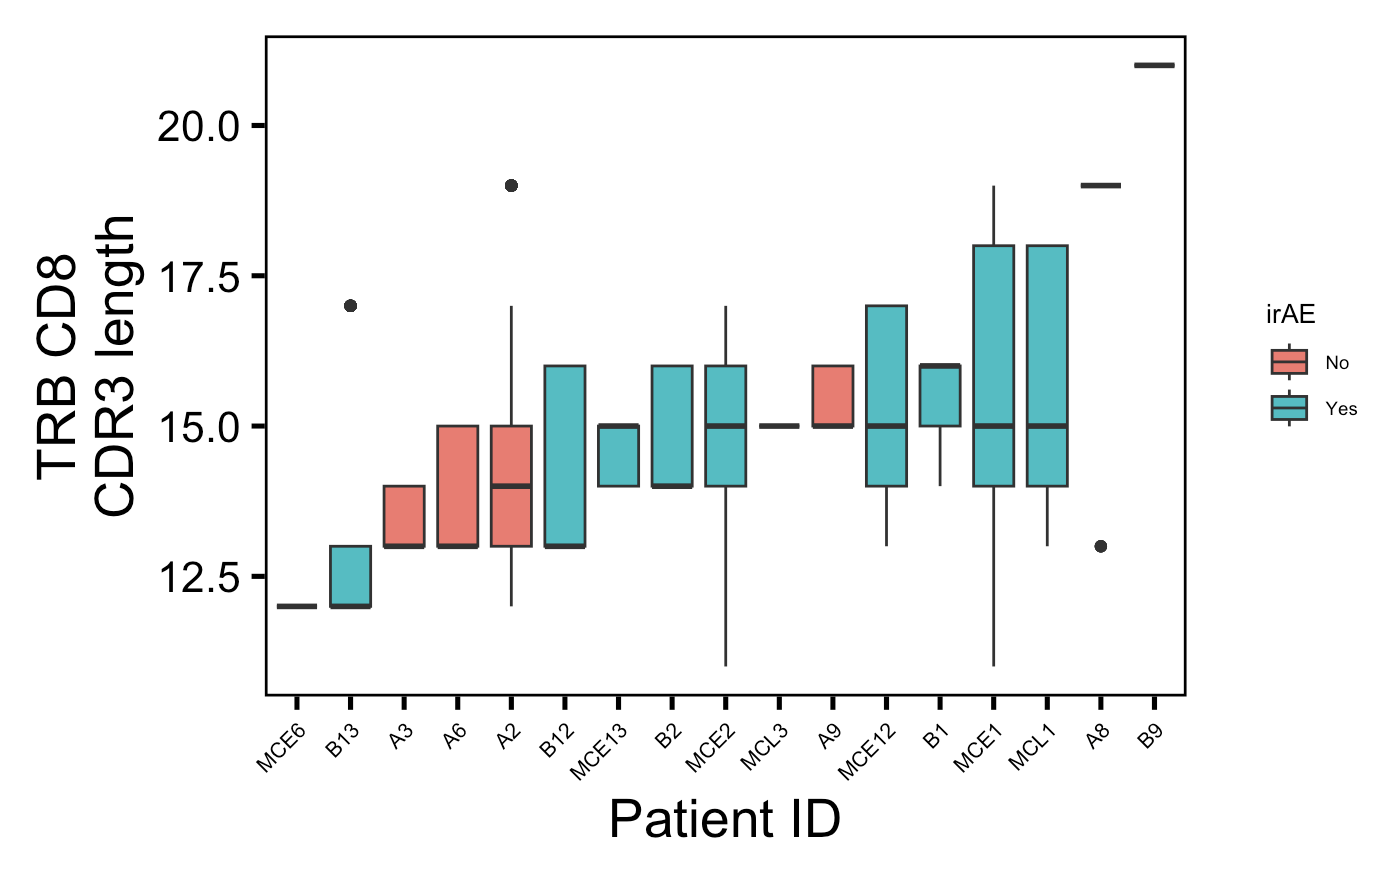 TRB CD8
CDR3 length
20.0
17.5
15.0
12.5
MCE6
B13
A3
A6
A2
B12
MCE13
B2
MCE2
MCL3
A9
MCE12
B1
MCE1
MCL1
A8
B9
Patient ID
irAE
No
Yes